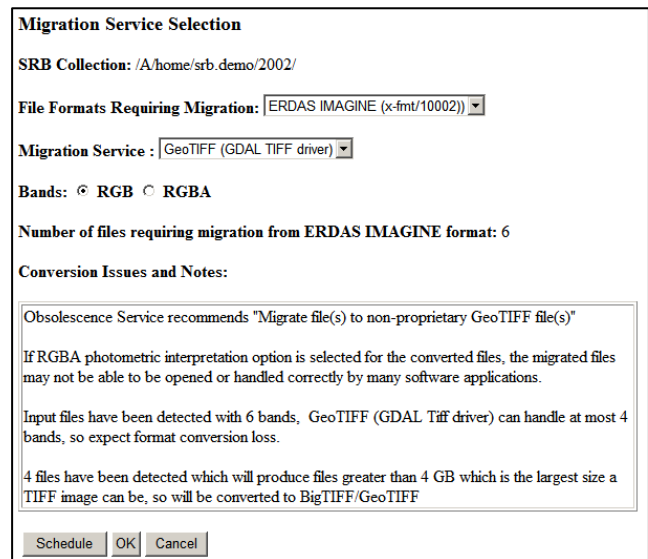 Migration Service Selection
SRB Collection: /A/home/srb.demo/2002/
File Formats Requiring Migration: ERDAS IMAGINE (x-fmt/10002))
Migration Service : GeoTIFF (GDAL TIFF driver)
Bands: RGB RGBA
Number of files requiring migration from ERDAS IMAGINE format: 6
Conversion Issues and Notes:
Obsolescence Service recommends "Migrate file(s) to non-proprietary GeoTIFF file(s)"
If RGBA photometric interpretation option is selected for the converted files, the migrated files
may not be able to be opened or handled correctly by many software applications.
Input files have been detected with 6 bands, GeoTIFF (GDAL Tiff driver) can handle at most 4
bands, so expect format conversion loss.
4 files have been detected which will produce files greater than 4 GB which is the largest size a
TIFF image can be, so will be converted to BigTIFF/GeoTIFF
Schedule OK Cancel